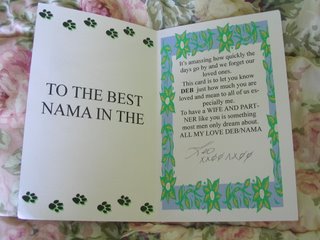 TO THE BEST
NAMA IN THE
It's amassing how quickly the
days go by and we forget our
loved ones.
This card is to let you know
DEB just how much you are
loved and mean to all of us es-
pecially me.
To have a WIFE AND PART-
NER like you is something
most men only dream about.
ALL MY LOVE DEB/NAMA